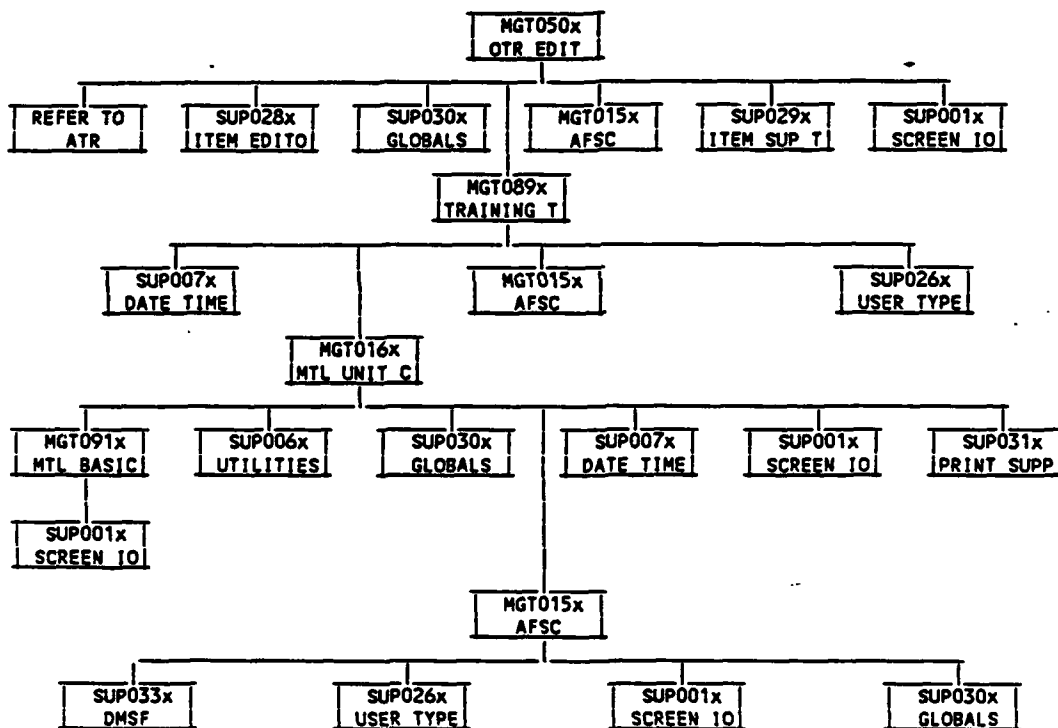 MGT050x
OTR EDIT
REFER TO
ATR
SUP028x
ITEM EDITO
SUP030x
GLOBALS
MGT015x
AFSC
SUP029x
ITEM SUP T
SUP001x
SCREEN IO
MGT089x
TRAINING T
SUP007x
DATE TIME
MGT015x
AFSC
SUP026x
USER TYPE
MGT016x
MTL UNIT C
MGT091x
MTL BASIC
SUP006x
UTILITIES
SUP030x
GLOBALS
SUP007x
DATE TIME
SUP001x
SCREEN IO
SUP031x
PRINT SUPP
SUP001x
SCREEN IO
MGT015x
AFSC
SUP033x
DMSF
SUP026x
USER TYPE
SUP001x
SCREEN IO
SUP030x
GLOBALS